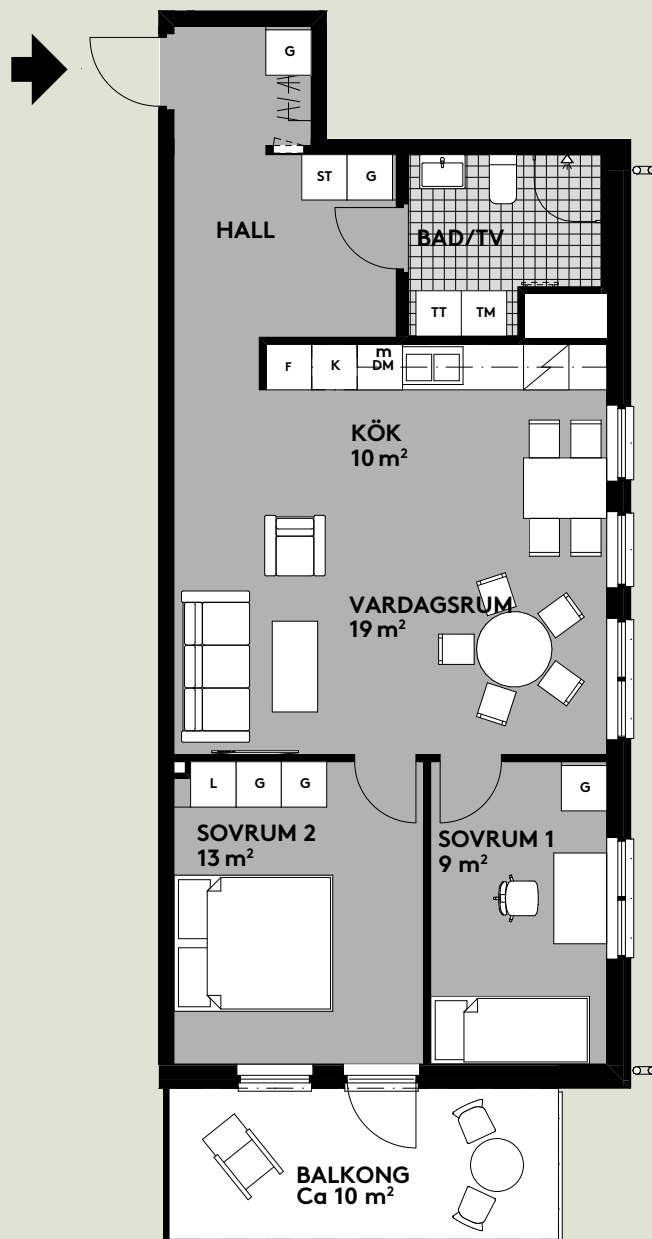 G
ST G
HALL
BAD/TV
TT TM
F K m DM
KÖK
10 m²
VARDAGSRUM
19 m²
L G G
G
SOVRUM 2
13 m²
SOVRUM 1
9 m²
BALKONG
Ca 10 m²